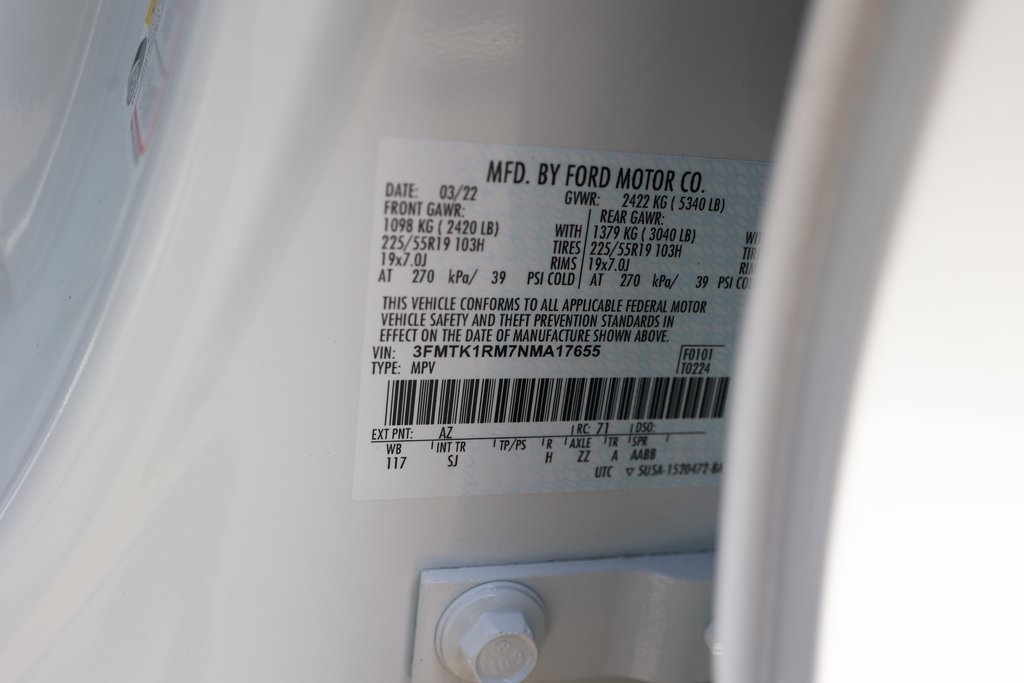 MFD. BY FORD MOTOR CO.
DATE: 03/22 GVWR: 2422 KG ( 5340 LB)
FRONT GAWR: REAR GAWR:
1098 KG ( 2420 LB) WITH 1379 KG ( 3040 LB)
225/55R19 103H TIRES 225/55R19 103H
19x7.0J RIMS 19x7.0J
AT 270 kPa/ 39 PSI COLD AT 270 kPa/ 39 PSI
THIS VEHICLE CONFORMS TO ALL APPLICABLE FEDERAL MOTOR
VEHICLE SAFETY AND THEFT PREVENTION STANDARDS IN
EFFECT ON THE DATE OF MANUFACTURE SHOWN ABOVE.
VIN: 3FMTK1RM7NMA17655 F0101
TYPE: MPV T0224
EXT PNT: AZ RC: 71 DSO:
WB INT TR TP/PS R AXLE TR SPR
117 SJ H ZZ A AABB
UTC ▽ 5U5A-1520472-